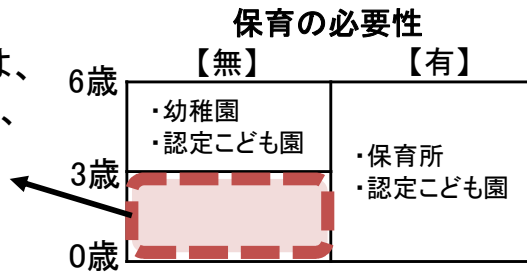 保育の必要性
【無】 【有】
は、
、
6歳
・幼稚園
・認定こども園
3歳
・保育所
・認定こども園
0歳